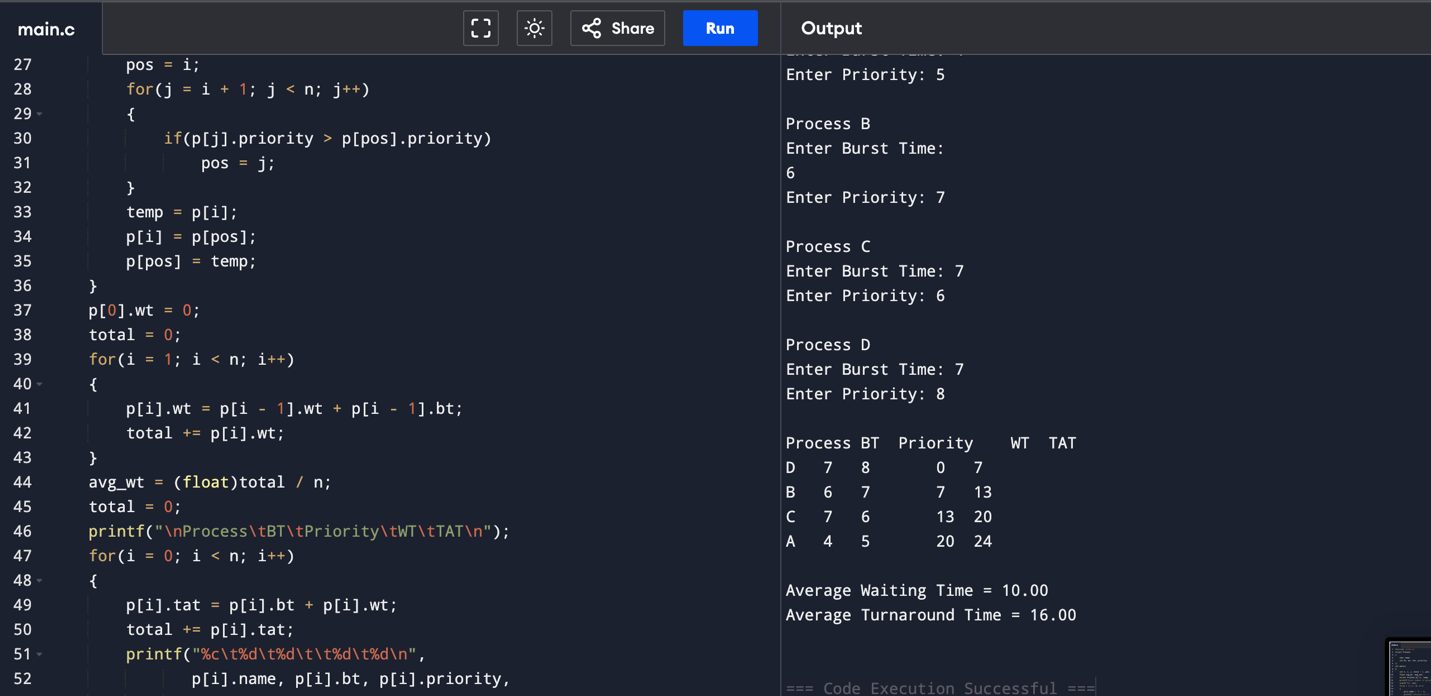 main.c
Share
Run
Output
27 pos = i;
28 for(j = i + 1; j < n; j++)
29 {
30 if(p[j].priority > p[pos].priority)
31 pos = j;
32 }
33 temp = p[i];
34 p[i] = p[pos];
35 p[pos] = temp;
36 }
37 p[0].wt = 0;
38 total = 0;
39 for(i = 1; i < n; i++)
40 {
41 p[i].wt = p[i - 1].wt + p[i - 1].bt;
42 total += p[i].wt;
43 }
44 avg_wt = (float)total / n;
45 total = 0;
46 printf("\nProcess\tBT\tPriority\tWT\tTAT\n");
47 for(i = 0; i < n; i++)
48 {
49 p[i].tat = p[i].bt + p[i].wt;
50 total += p[i].tat;
51 printf("%c\t%d\t%d\t\t%d\t%d\n",
52 p[i].name, p[i].bt, p[i].priority,
Enter Priority: 5
Process B
Enter Burst Time:
6
Enter Priority: 7
Process C
Enter Burst Time: 7
Enter Priority: 6
Process D
Enter Burst Time: 7
Enter Priority: 8
Process BT Priority WT TAT
D 7 8 0 7
B 6 7 7 13
C 7 6 13 20
A 4 5 20 24
Average Waiting Time = 10.00
Average Turnaround Time = 16.00
=== Code Execution Successful ===